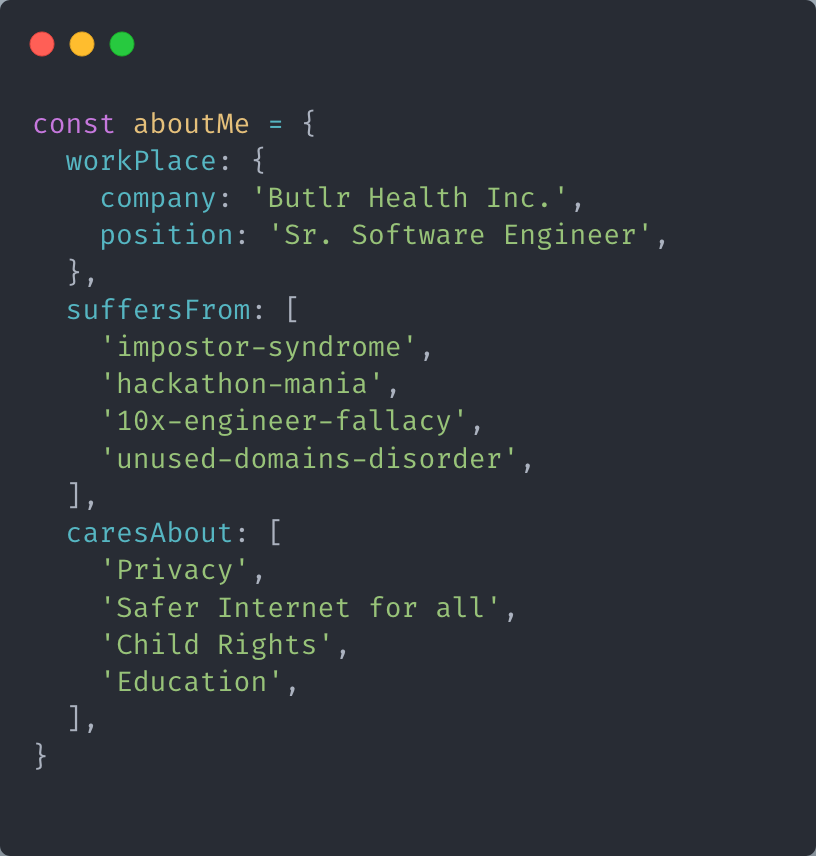 const aboutMe = {
  workPlace: {
    company: 'Butlr Health Inc.',
    position: 'Sr. Software Engineer',
  },
  suffersFrom: [
    'impostor-syndrome',
    'hackathon-mania',
    '10x-engineer-fallacy',
    'unused-domains-disorder',
  ],
  caresAbout: [
    'Privacy',
    'Safer Internet for all',
    'Child Rights',
    'Education',
  ],
}